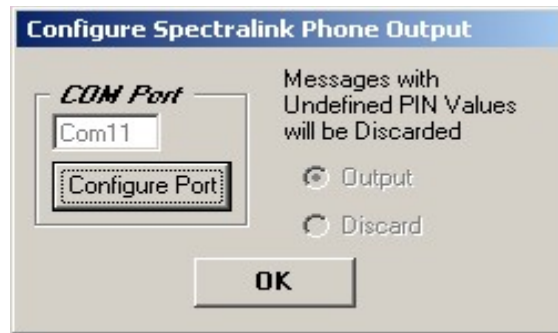 Configure Spectralink Phone Output
COM Port
Com11
Configure Port
Messages with
Undefined PIN Values
will be Discarded
Output
Discard
OK